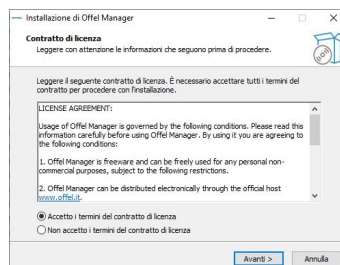 Installazione di Offel Manager
Contratto di licenza
Leggere con attenzione le informazioni che seguono prima di procedere.
Leggere il seguente contratto di licenza. È necessario accettare tutti i termini del
contratto per procedere con l'installazione.
LICENSE AGREEMENT:
Usage of Offel Manager is governed by the following conditions. Please read this
information carefully before using Offel Manager. By using it you are agreeing to
the following conditions:
1. Offel Manager is freeware and can be freely used for any personal non-
commercial purposes, subject to the following restrictions.
2. Offel Manager can be distributed electronically through the official host
www.offel.it.
Accetto i termini del contratto di licenza
Non accetto i termini del contratto di licenza
Avanti > Annulla